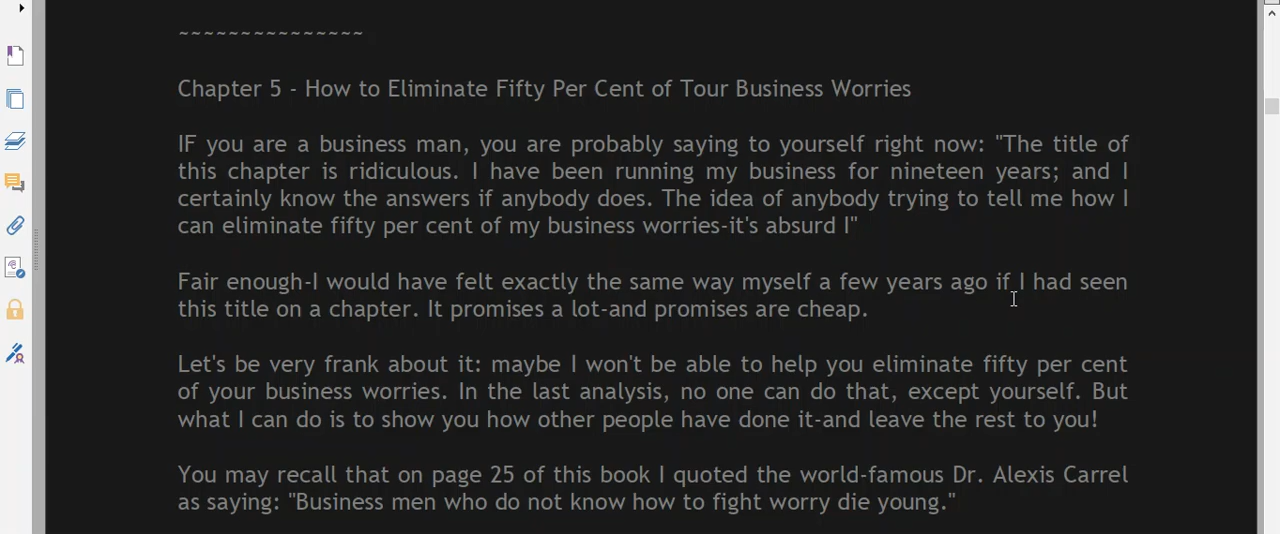 ~~~~~~~~~~~~~~~
Chapter 5 - How to Eliminate Fifty Per Cent of Tour Business Worries
IF you are a business man, you are probably saying to yourself right now: "The title of
this chapter is ridiculous. I have been running my business for nineteen years; and I
certainly know the answers if anybody does. The idea of anybody trying to tell me how I
can eliminate fifty per cent of my business worries-it's absurd I"
Fair enough-I would have felt exactly the same way myself a few years ago if I had seen
this title on a chapter. It promises a lot-and promises are cheap.
Let's be very frank about it: maybe I won't be able to help you eliminate fifty per cent
of your business worries. In the last analysis, no one can do that, except yourself. But
what I can do is to show you how other people have done it-and leave the rest to you!
You may recall that on page 25 of this book I quoted the world-famous Dr. Alexis Carrel
as saying: "Business men who do not know how to fight worry die young."